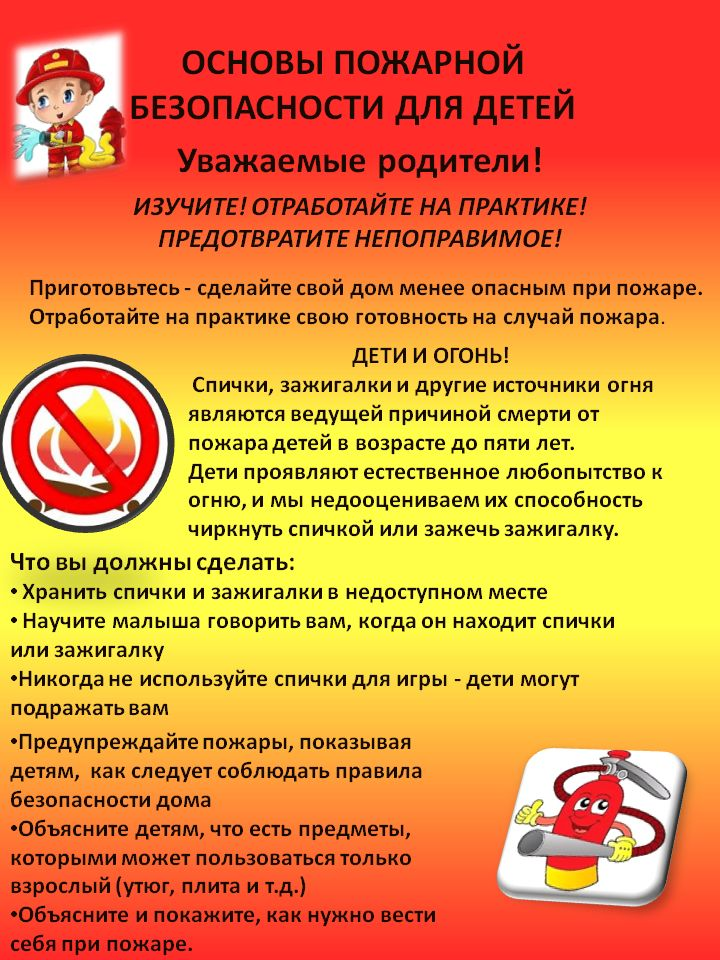 ОСНОВЫ ПОЖАРНОЙ
БЕЗОПАСНОСТИ ДЛЯ ДЕТЕЙ
Уважаемые родители!
ИЗУЧИТЕ! ОТРАБОТАЙТЕ НА ПРАКТИКЕ!
ПРЕДОТВРАТИТЕ НЕПОПРАВИМОЕ!
Приготовьтесь - сделайте свой дом менее опасным при пожаре.
Отработайте на практике свою готовность на случай пожара.
ДЕТИ И ОГОНЬ!
Спички, зажигалки и другие источники огня
являются ведущей причиной смерти от
пожара детей в возрасте до пяти лет.
Дети проявляют естественное любопытство к
огню, и мы недооцениваем их способность
чиркнуть спичкой или зажечь зажигалку.
Что вы должны сделать:
• Хранить спички и зажигалки в недоступном месте
• Научите малыша говорить вам, когда он находит спички
или зажигалку
•Никогда не используйте спички для игры - дети могут
подражать вам
•Предупреждайте пожары, показывая
детям, как следует соблюдать правила
безопасности дома
•Объясните детям, что есть предметы,
которыми может пользоваться только
взрослый (утюг, плита и т.д.)
•Объясните и покажите, как нужно вести
себя при пожаре.